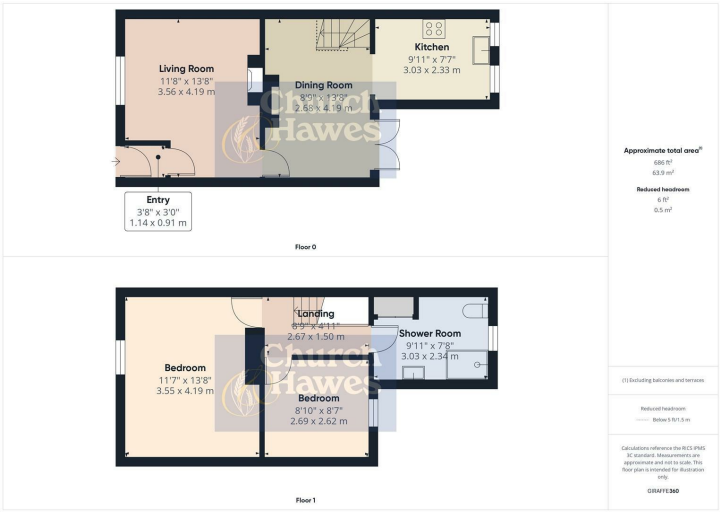 Living Room
11'8" x 13'8"
3.56 x 4.19 m
Dining Room
8'9" x 13'8"
2.68 x 4.19 m
Kitchen
9'11" x 7'7"
3.03 x 2.33 m
Church
Hawes
Entry
3'8" x 3'0"
1.14 x 0.91 m
Floor 0
Approximate total area(1)
686 ft²
63.9 m²
Reduced headroom
6 ft²
0.5 m²
Landing
8'9" x 4'11"
2.67 x 1.50 m
Shower Room
9'11" x 7'8"
3.03 x 2.34 m
Bedroom
11'7" x 13'8"
3.55 x 4.19 m
Church
Hawes
Bedroom
8'10" x 8'7"
2.69 x 2.62 m
Floor 1
(1) Excluding balconies and terraces
Reduced headroom
Below 5 ft/1.5 m
Calculations reference the RICS IPMS
3C standard. Measurements are
approximate and not to scale. This
floor plan is intended for illustration
only.
GIRAFFE360